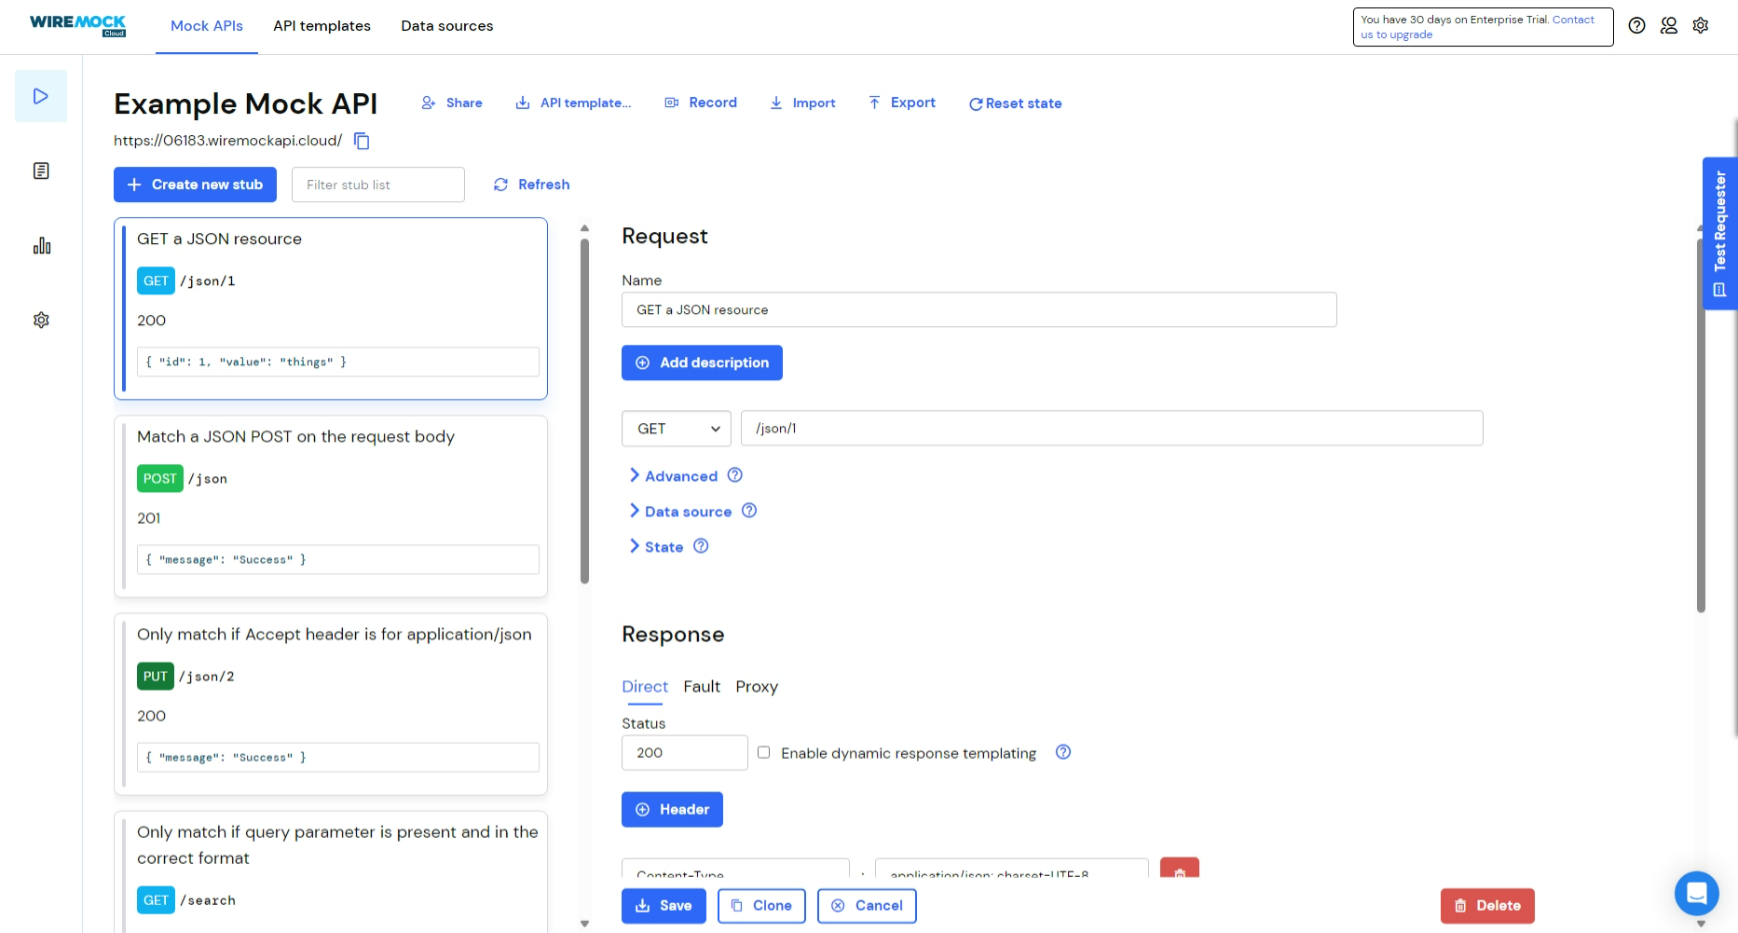 WIREMOCK
Cloud
Mock APIs
API templates
Data sources
You have 30 days on Enterprise Trial. Contact
us to upgrade
Example Mock API
Share
API template...
Record
Import
Export
Reset state
https://06183.wiremockapi.cloud/
Create new stub
Filter stub list
Refresh
GET a JSON resource
GET /json/1
200
{ "id": 1, "value": "things" }
Match a JSON POST on the request body
POST /json
201
{ "message": "Success" }
Only match if Accept header is for application/json
PUT /json/2
200
{ "message": "Success" }
Only match if query parameter is present and in the
correct format
GET /search
Request
Name
GET a JSON resource
Add description
GET
/json/1
Advanced
Data source
State
Response
Direct
Fault
Proxy
Status
200
Enable dynamic response templating
Header
Content-Type : application/json; charset=UTF-8
Save
Clone
Cancel
Delete
Test Requester